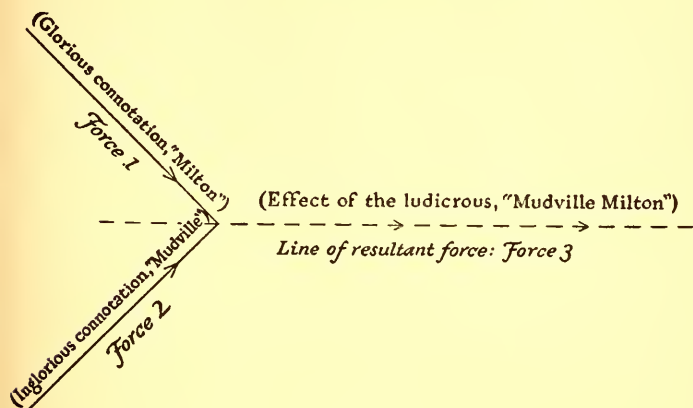 (Glorious connotation, "Milton")
Force 1
(Effect of the ludicrous, "Mudville Milton")
Line of resultant force: Force 3
(Inglorious connotation, "Mudville")
Force 2